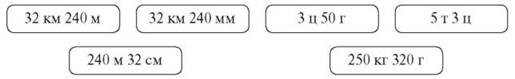 32 км 240 м 32 км 240 мм 3 ц 50 г 5 т 3 ц
240 м 32 см 250 кг 320 г